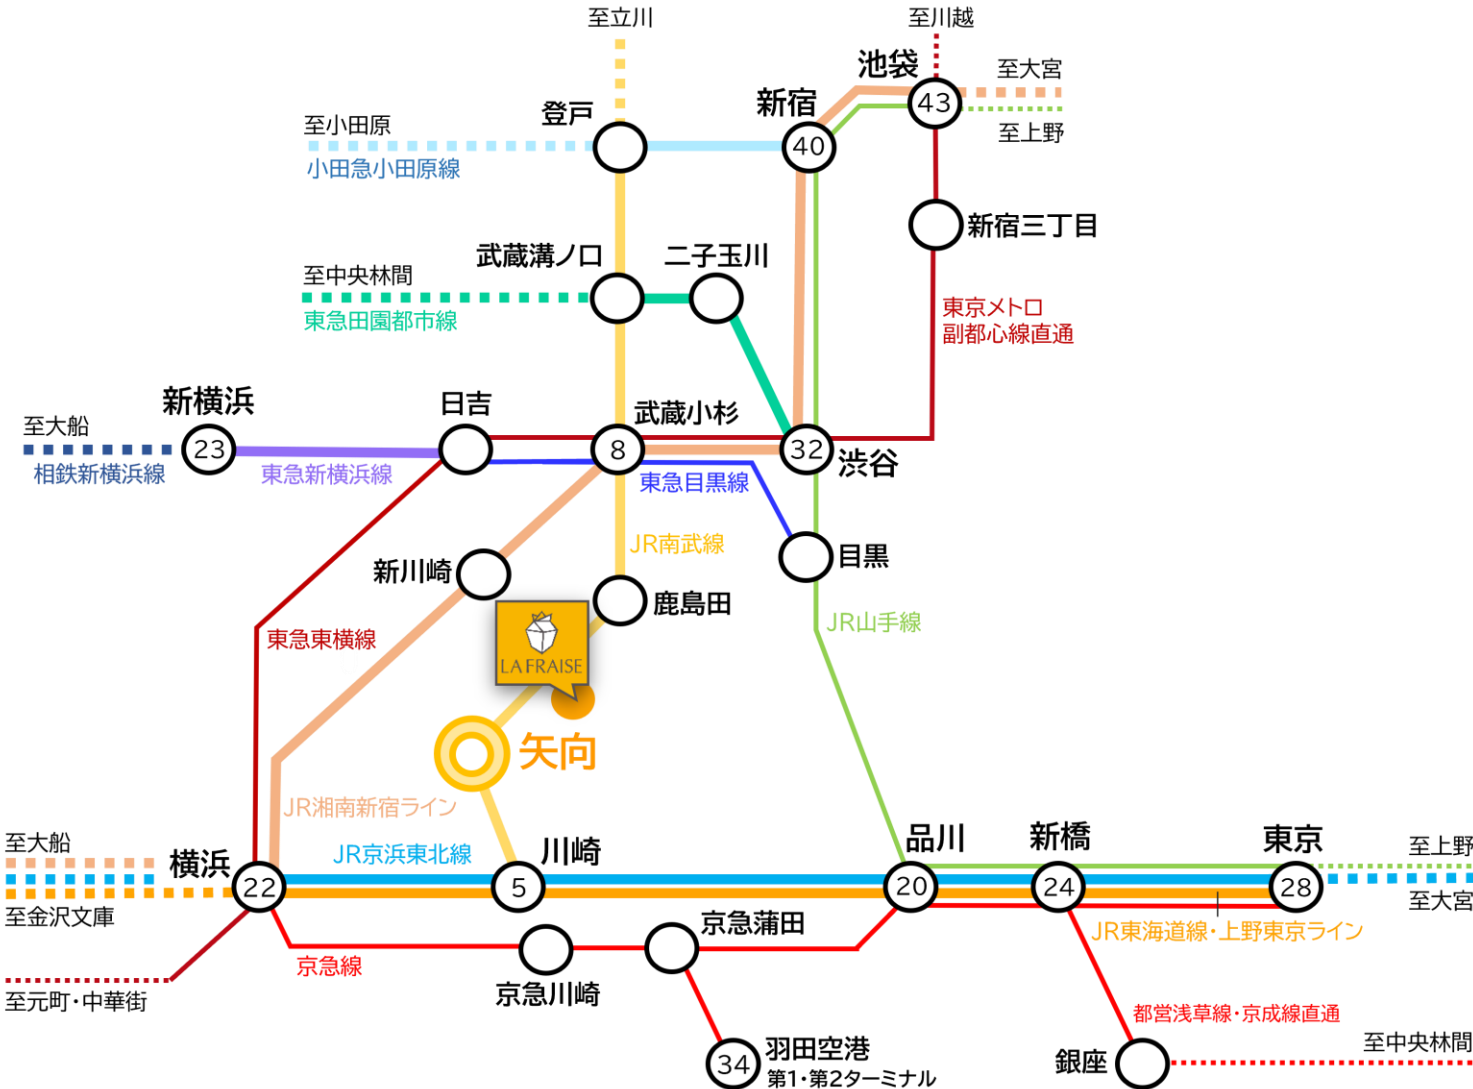 至立川
至川越
池袋
至大宮
43
新宿
登戸
至小田原
至上野
40
小田急小田原線
新宿三丁目
武蔵溝ノ口
二子玉川
至中央林間
東急田園都市線
東京メトロ
副都心線直通
新横浜
日吉
武蔵小杉
至大船
23
8
32
渋谷
相鉄新横浜線
東急新横浜線
東急目黒線
JR南武線
目黒
新川崎
鹿島田
JR山手線
東急東横線
LA FRAISE
矢向
JR湘南新宿ライン
至大船
横浜
JR京浜東北線
川崎
品川
新橋
東京
至上野
22
5
20
24
28
至大宮
至金沢文庫
京急蒲田
JR東海道線・上野東京ライン
京急線
京急川崎
至元町・中華街
都営浅草線・京成線直通
34
羽田空港
第1・第2ターミナル
銀座
至中央林間